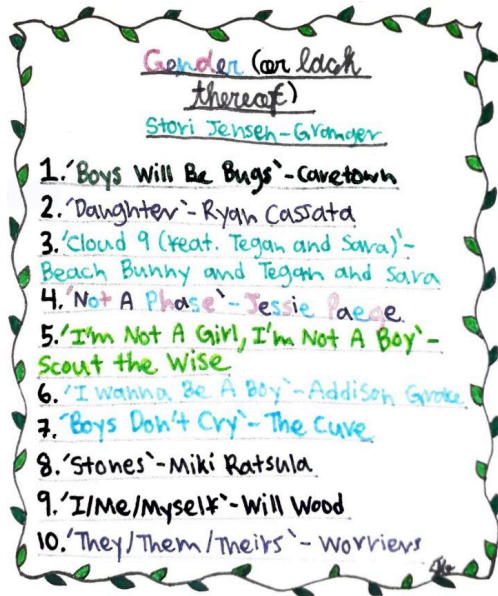 Gender (or lack
thereof)
Stori Jensen-Granger
1. 'Boys Will Be Bugs'-Cavetown
2. 'Daughter'-Ryan Cassata
3. 'Cloud 9 (feat. Tegan and Sara)'-
Beach Bunny and Tegan and Sara
4. 'Not A Phase'-Jessie Paege
5. 'I'm Not A Girl, I'm Not A Boy'-
Scout the Wise
6. 'I wanna Be A Boy'-Addison Grace
7. 'Boys Don't Cry'-The Cure
8. 'Stones'-Miki Ratsula
9. 'I/Me/Myself'-Will Wood
10. 'They/Them/Theirs'-Worriers